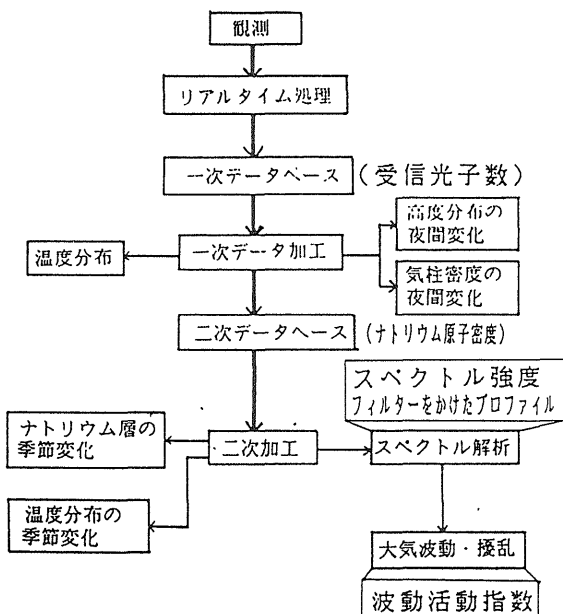 観測
リアルタイム処理
一次データベース
(受信光子数)
高度分布の
夜間変化
温度分布
一次データ加工
気柱密度の
夜間変化
二次データベース
(ナトリウム原子密度)
スペクトル強度
フィルターをかけたプロファイル
ナトリウム層の
季節変化
二次加工
スペクトル解析
温度分布の
季節変化
大気波動・擾乱
波動活動指数